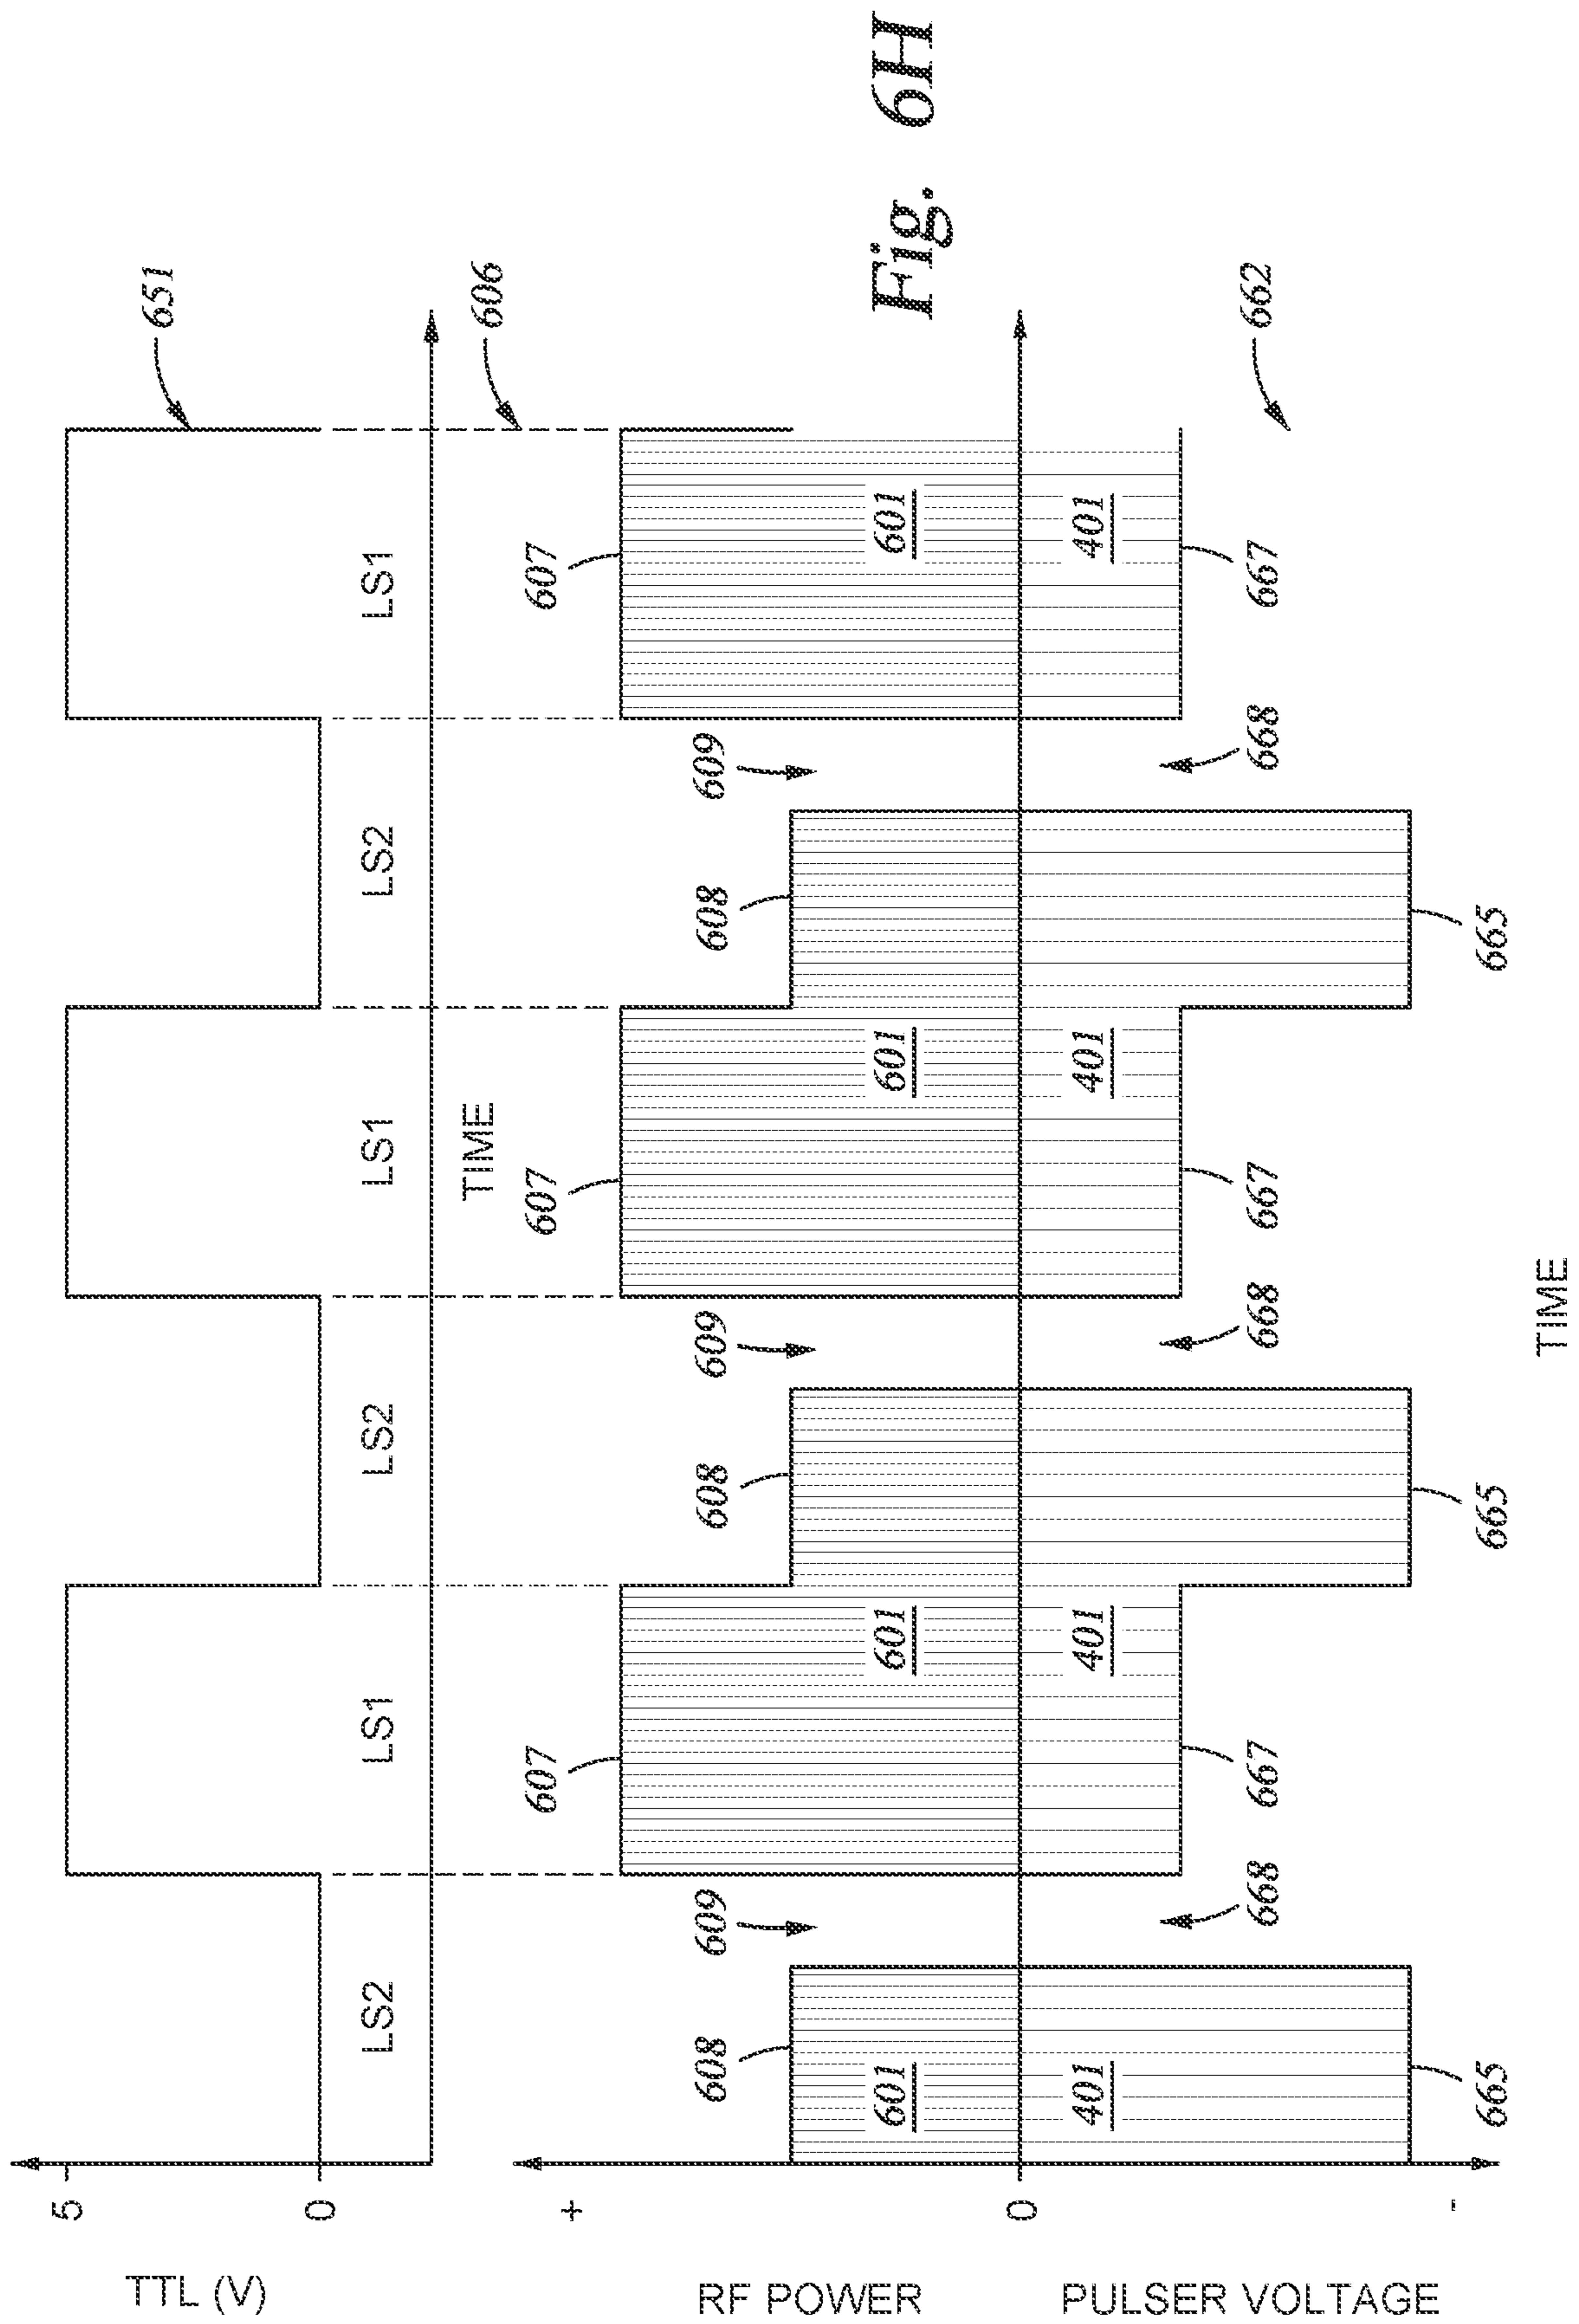 Fig. 6H
TTL (V)
5
0
651
LS2
LS1
LS2
LS1
LS2
LS1
TIME
606
RF POWER
+
0
607
607
607
608
609
608
609
608
609
601
601
601
601
PULSER VOLTAGE
-
401
401
401
401
668
667
668
667
668
667
662
665
665
665
TIME